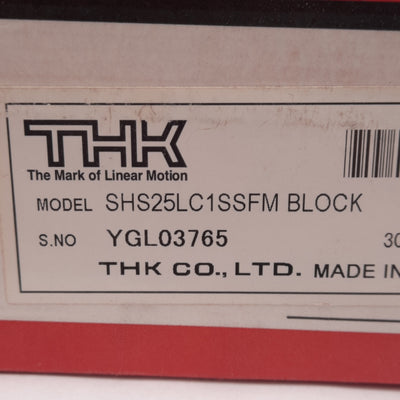 THK
The Mark of Linear Motion
MODEL SHS25LC1SSFM BLOCK
S.NO YGL03765 30
THK CO., LTD. MADE IN